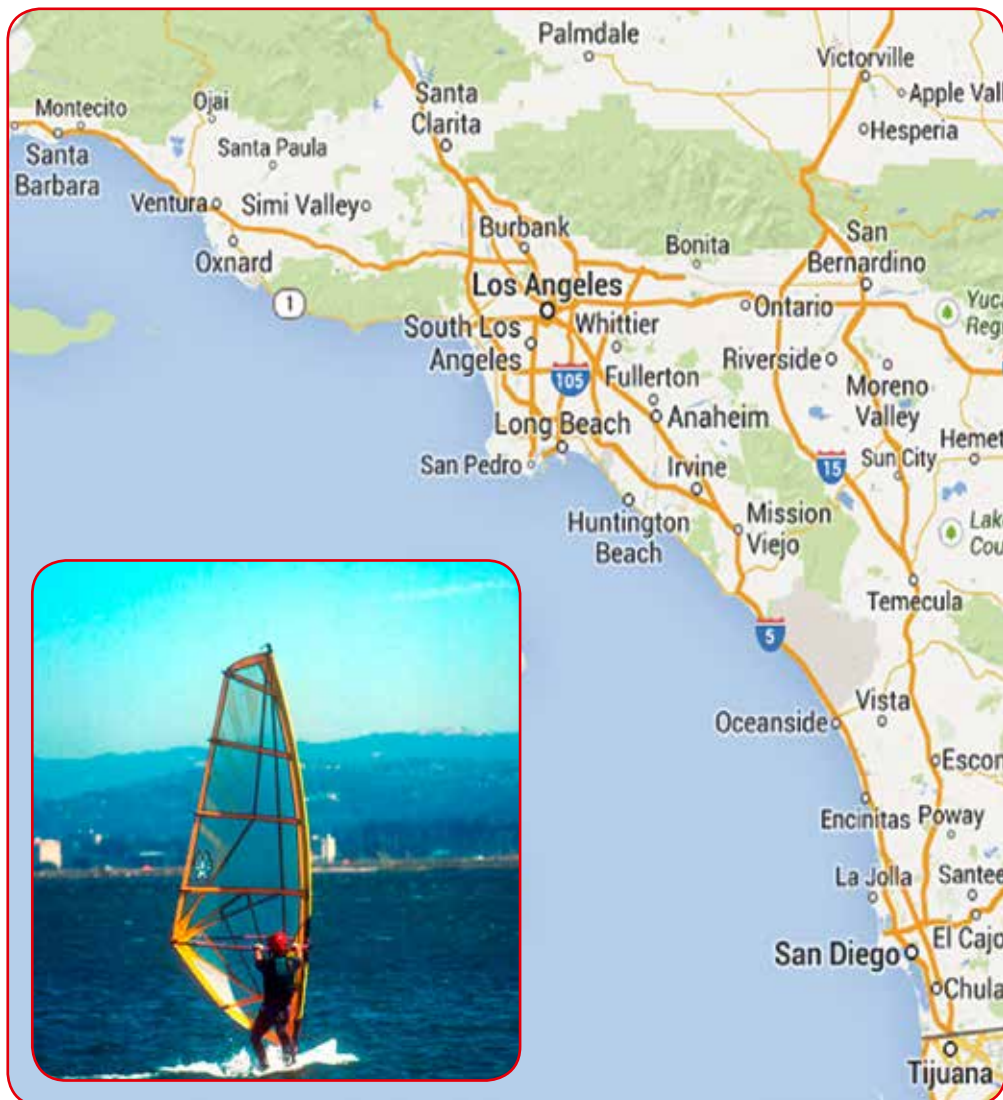 Palmdale
Victorville
Apple Vall
Hesperia
Montecito
Ojai
Santa
Clarita
Santa
Barbara
Santa Paula
Ventura
Simi Valley
Oxnard
Burbank
Bonita
San
Bernardino
1
Los Angeles
Ontario
Yuca
Regi
South Los
Angeles
Whittier
Riverside
105
Fullerton
Moreno
Valley
Anaheim
Long Beach
San Pedro
Irvine
15
Sun City
Hemet
Huntington
Beach
Mission
Viejo
Lak
Cou
Temecula
5
Oceanside
Vista
Escon
Encinitas
Poway
La Jolla
Santee
San Diego
El Cajo
Chula
Tijuana